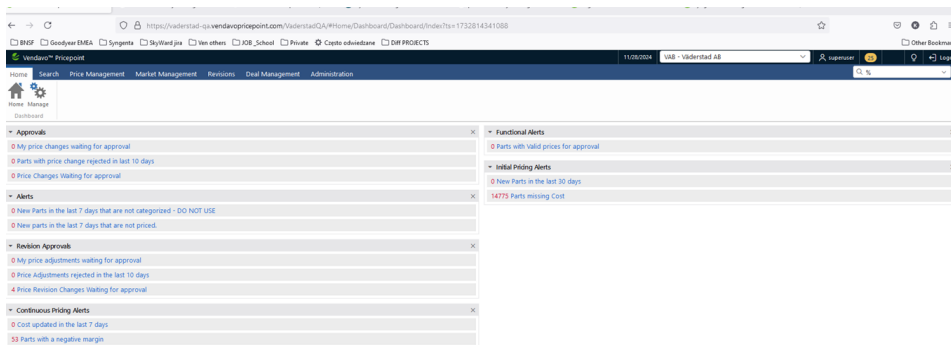 https://vaderstad-qa.vendavopricepoint.com/VaderstadQA/#Home/Dashboard/Dashboard/Index?ts=1732814341088
BNSF Goodyear EMEA Syngenta SkyWard jira Ven others JOB _School Private Często odwiedzane Diff PROJECTS Other Bookmar
Vendavo™ Pricepoint 11/28/2024 VAB - Väderstad AB superuser 25 Logo
Home Search Price Management Market Management Revisions Deal Management Administration %
Home Manage
Dashboard
Approvals
0 My price changes waiting for approval
0 Parts with price change rejected in last 10 days
0 Price Changes Waiting for approval
Alerts
0 New Parts in the last 7 days that are not categorized - DO NOT USE
0 New parts in the last 7 days that are not priced.
Revision Approvals
0 My price adjustments waiting for approval
0 Price Adjustments rejected in the last 10 days
4 Price Revision Changes Waiting for approval
Continuous Pricing Alerts
0 Cost updated in the last 7 days
53 Parts with a negative margin
Functional Alerts
0 Parts with Valid prices for approval
Initial Pricing Alerts
0 New Parts in the last 30 days
14775 Parts missing Cost